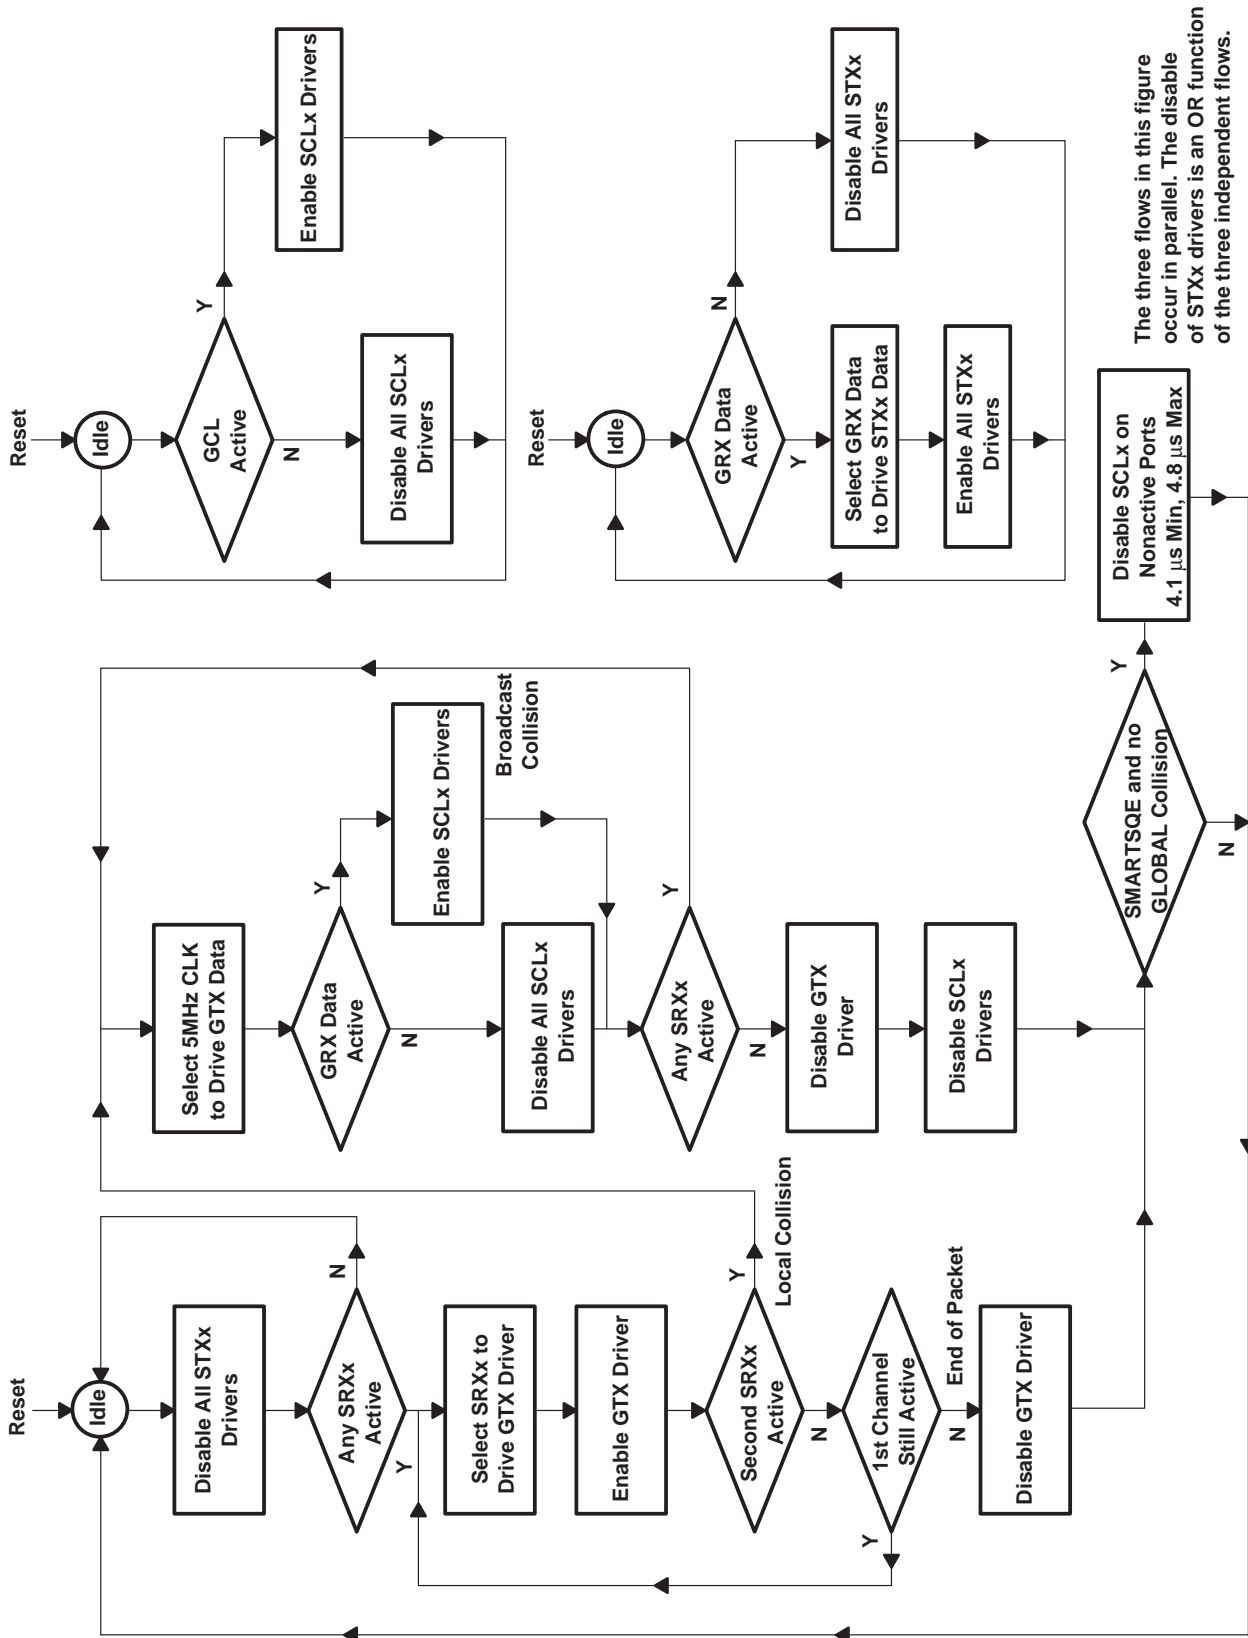 Reset
Idle
Disable All STXx
Drivers
Any SRXx
Active
N
Y
Select SRXx to
Drive GTX Driver
Enable GTX Driver
Second SRXx
Active
Y
Local Collision
N
1st Channel
Still Active
Y
N
End of Packet
Disable GTX Driver
Select 5MHz CLK
to Drive GTX Data
GRX Data
Active
Y
N
Enable SCLx Drivers
Broadcast
Collision
Disable All SCLx
Drivers
Any SRXx
Active
Y
N
Disable GTX
Driver
Disable SCLx
Drivers
SMARTSQE and no
GLOBAL Collision
Y
N
Disable SCLx on
Nonactive Ports
4.1 µs Min, 4.8 µs Max
Reset
Idle
GCL
Active
Y
N
Enable SCLx Drivers
Disable All SCLx
Drivers
Reset
Idle
GRX Data
Active
N
Y
Disable All STXx
Drivers
Select GRX Data
to Drive STXx Data
Enable All STXx
Drivers
The three flows in this figure
occur in parallel. The disable
of STXx drivers is an OR function
of the three independent flows.